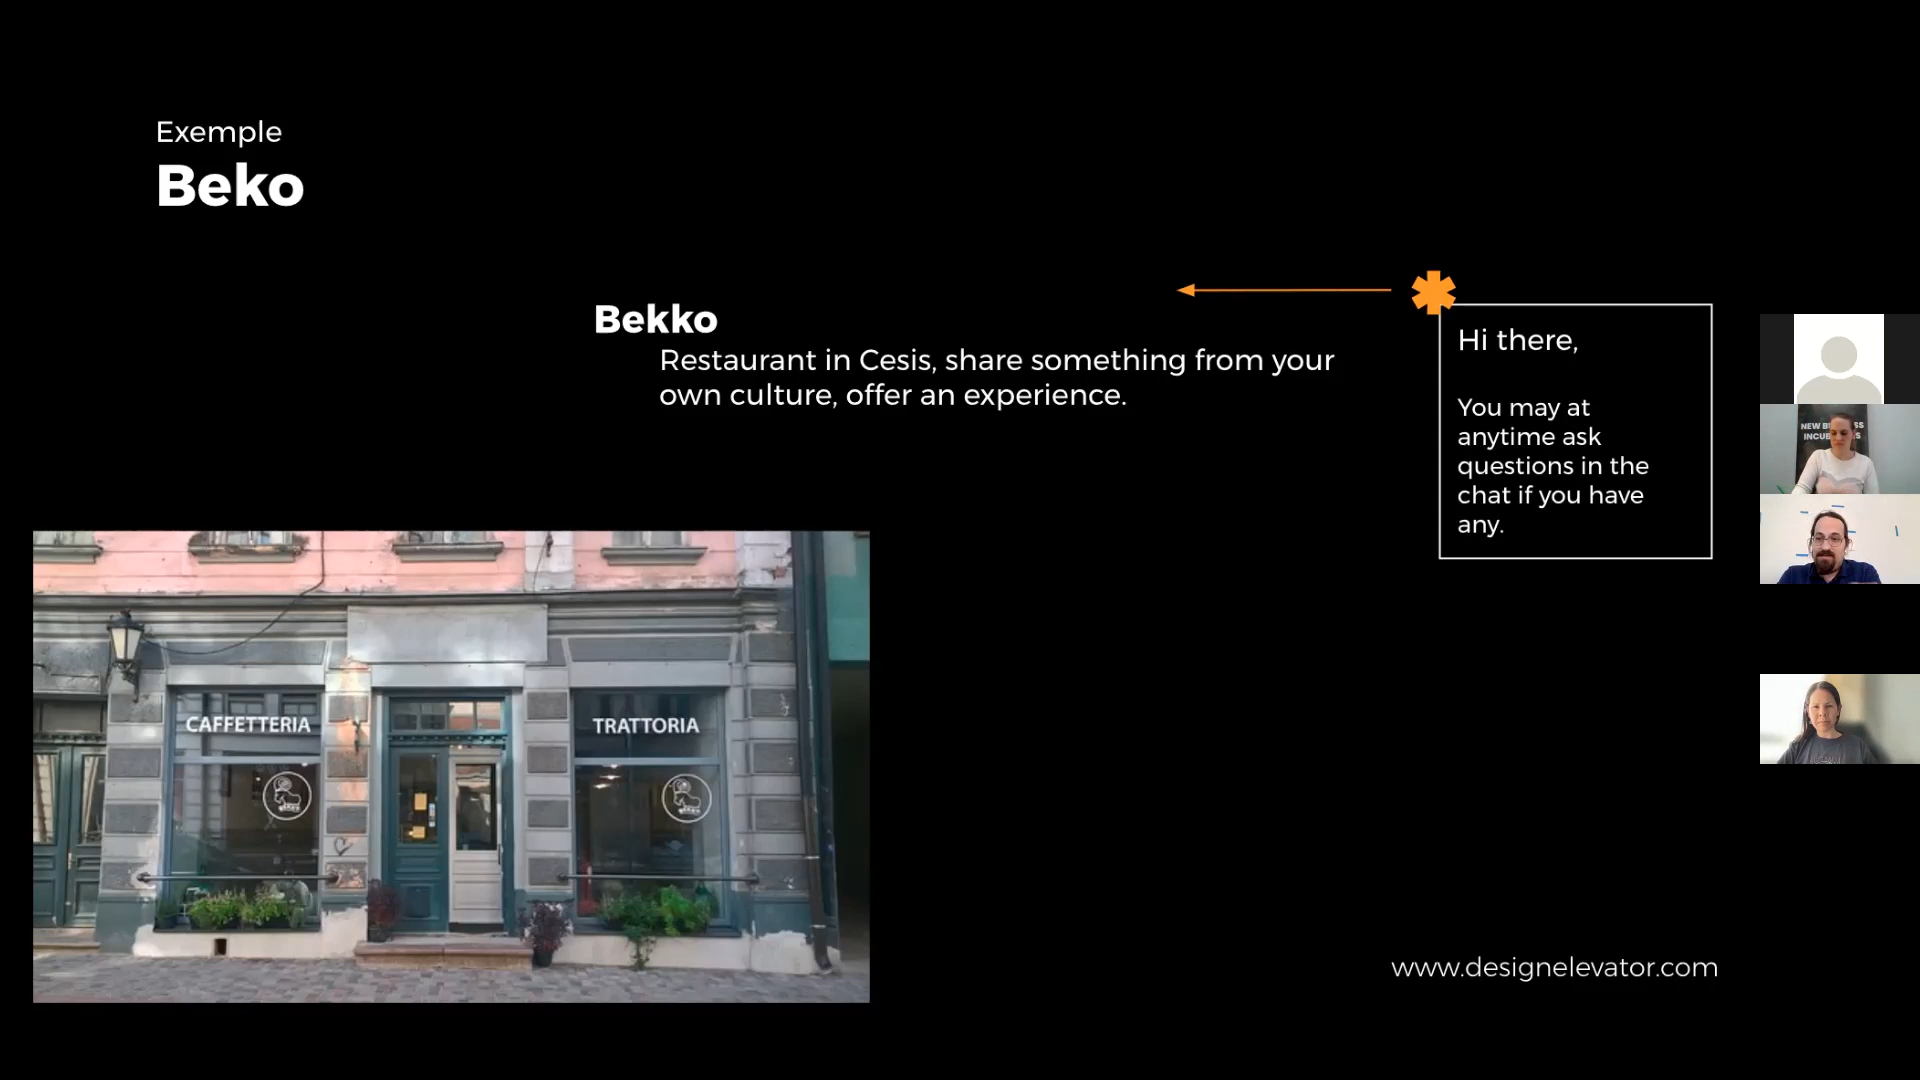 Exemple
Beko
Bekko
Restaurant in Cesis, share something from your
own culture, offer an experience.
Hi there,
You may at
anytime ask
questions in the
chat if you have
any.
CAFFETTERIA
TRATTORIA
www.designelevator.com